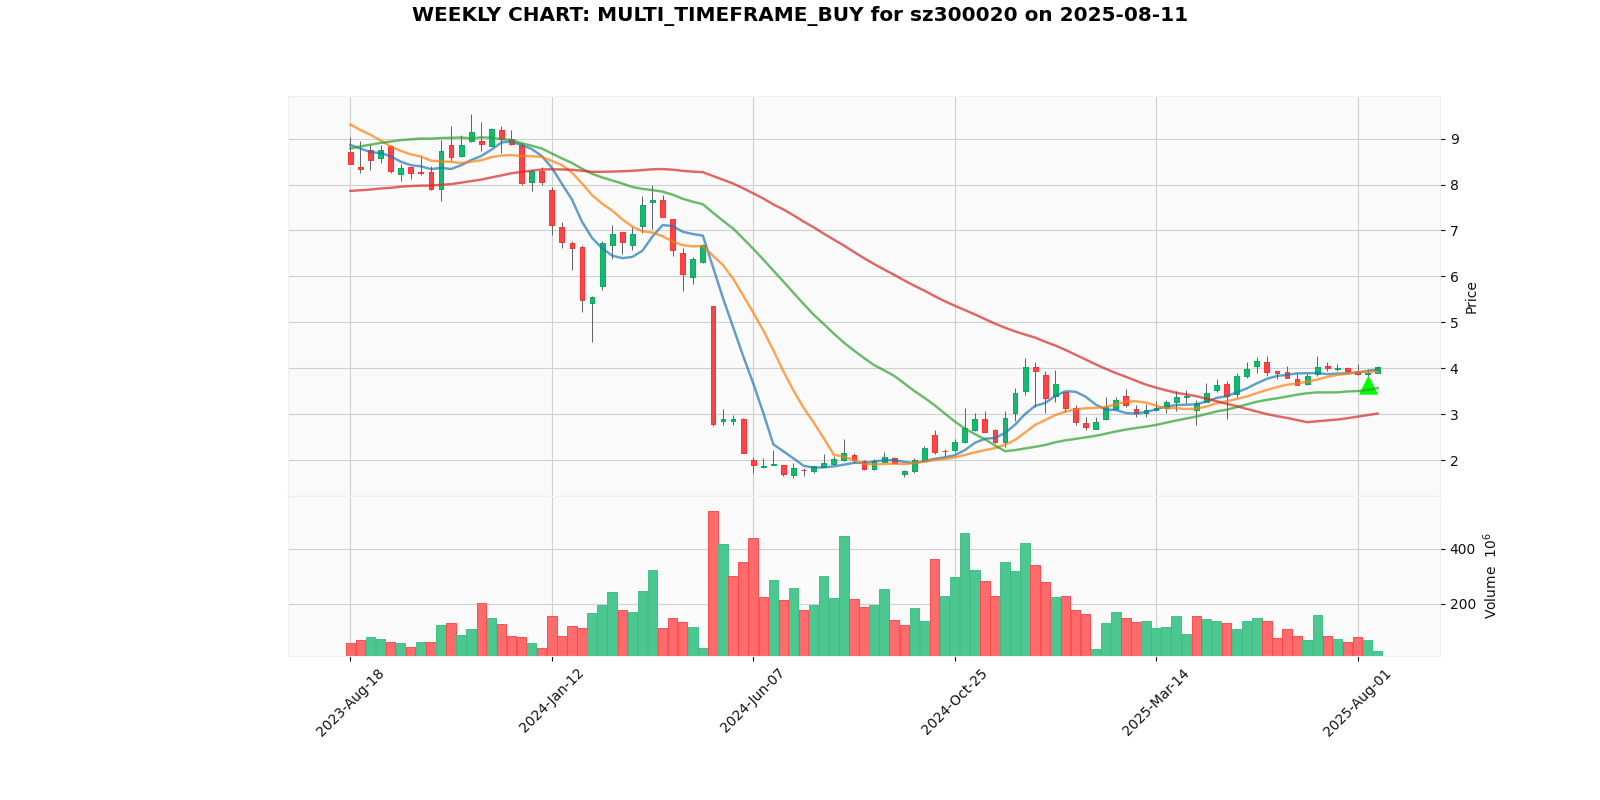 WEEKLY CHART: MULTI_TIMEFRAME_BUY for sz300020 on 2025-08-11
9
8
7
6
5
4
3
2
Price
400
200
Volume 10^6
2023-Aug-18
2024-Jan-12
2024-Jun-07
2024-Oct-25
2025-Mar-14
2025-Aug-01